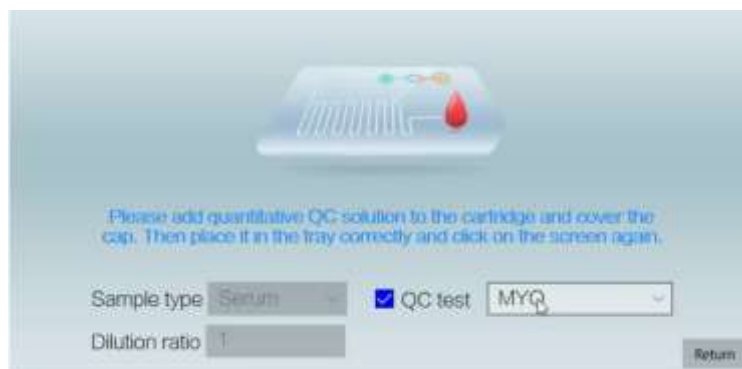 Please add quantitative QC solution to the cartridge and cover the
cap. Then place it in the tray correctly and click on the screen again.
Sample type Serum QC test MYO
Dilution ratio 1
Return